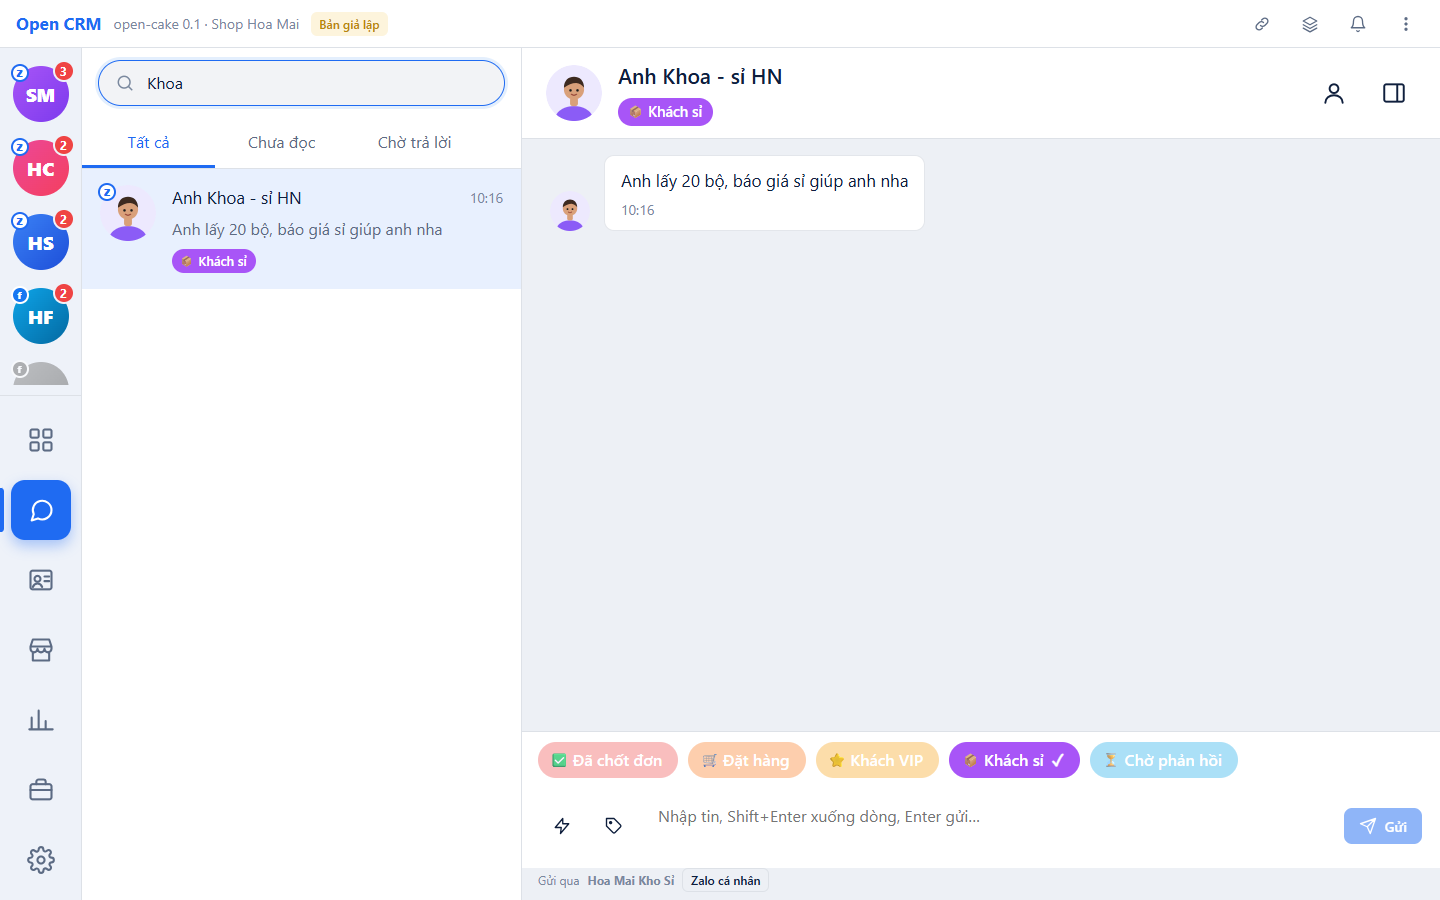 Open CRM open-cake 0.1 · Shop Hoa Mai Bản giả lập
z 3
SM
z 2
HC
z 2
HS
f 2
HF
f
Khoa
Tất cả Chưa đọc Chờ trả lời
z
Anh Khoa - sỉ HN 10:16
Anh lấy 20 bộ, báo giá sỉ giúp anh nha
Khách sỉ
Anh Khoa - sỉ HN
Khách sỉ
Anh lấy 20 bộ, báo giá sỉ giúp anh nha
10:16
Đã chốt đơn Đặt hàng Khách VIP Khách sỉ ✓ Chờ phản hồi
Nhập tin, Shift+Enter xuống dòng, Enter gửi...
Gửi
Gửi qua Hoa Mai Kho Sỉ Zalo cá nhân